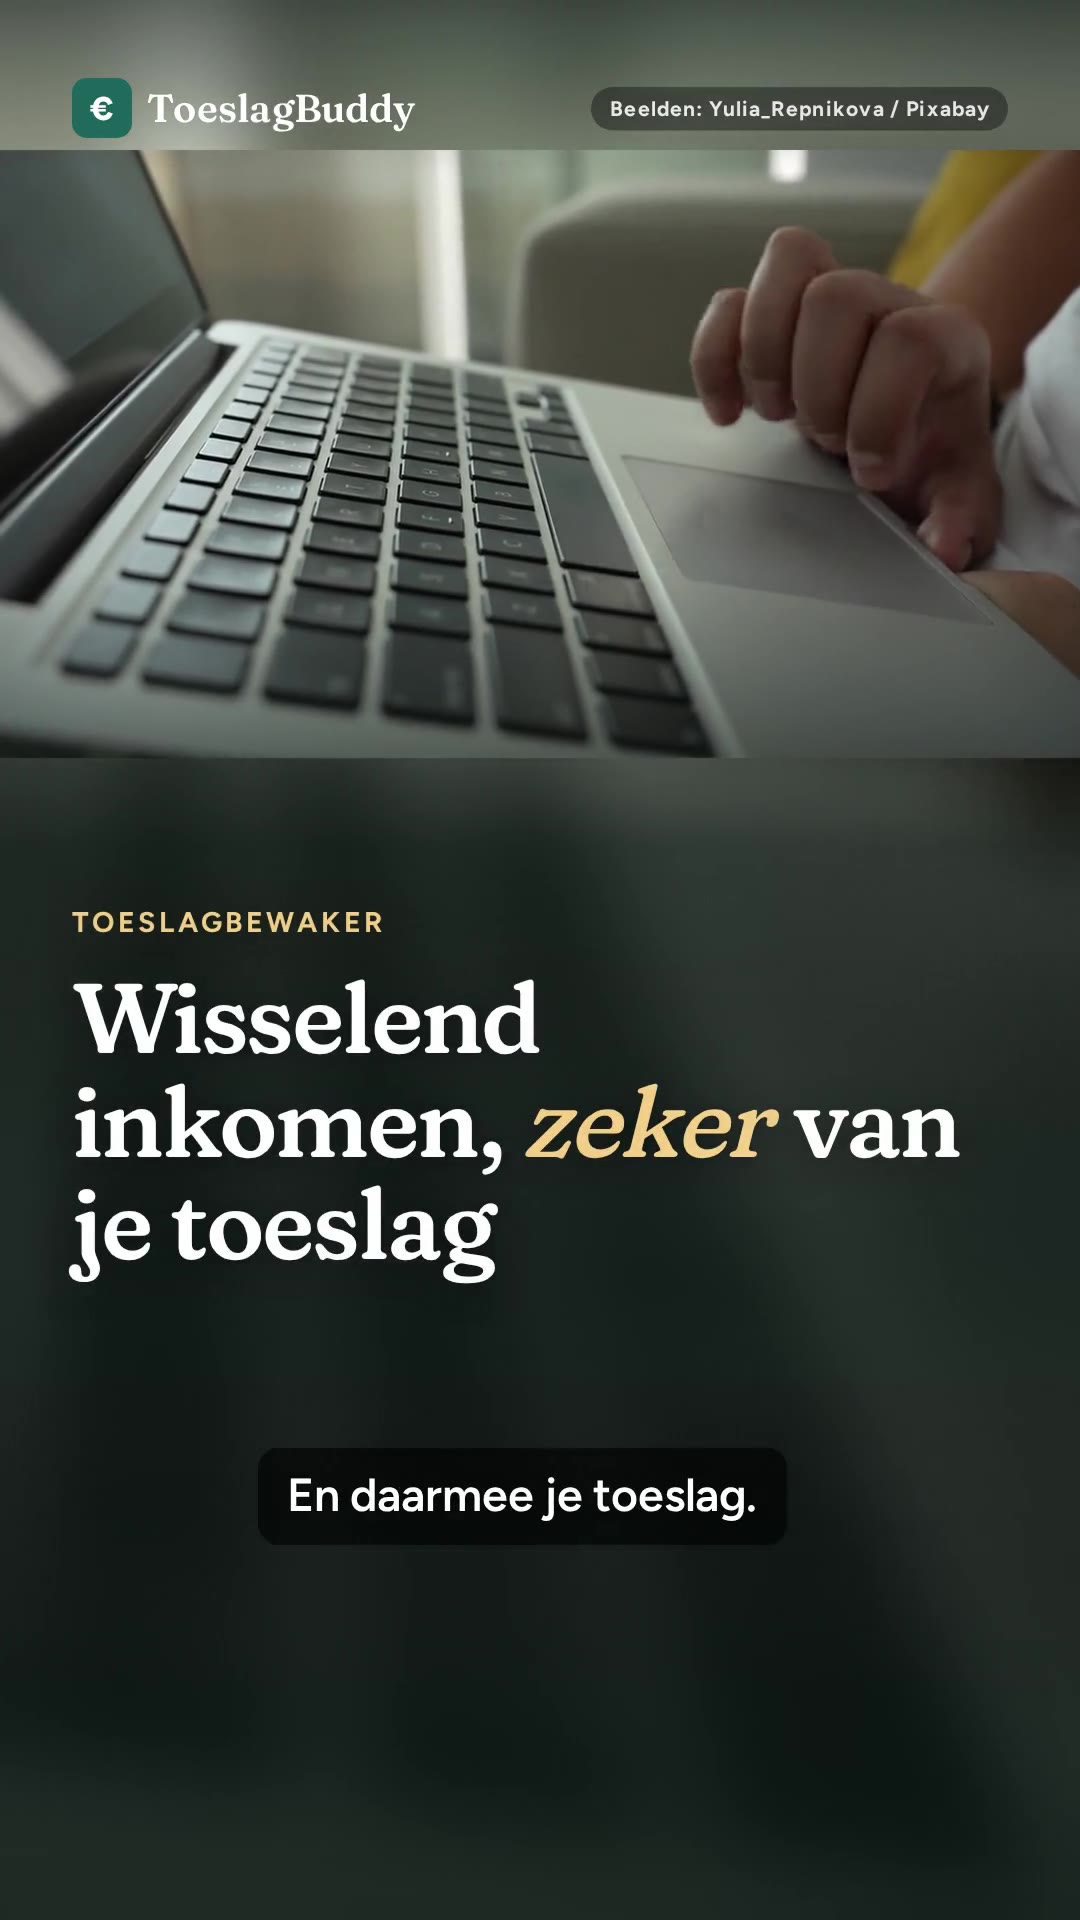 € ToeslagBuddy
Beelden: Yulia_Repnikova / Pixabay
TOESLAGBEWAKER
Wisselend
inkomen, zeker van
je toeslag
En daarmee je toeslag.